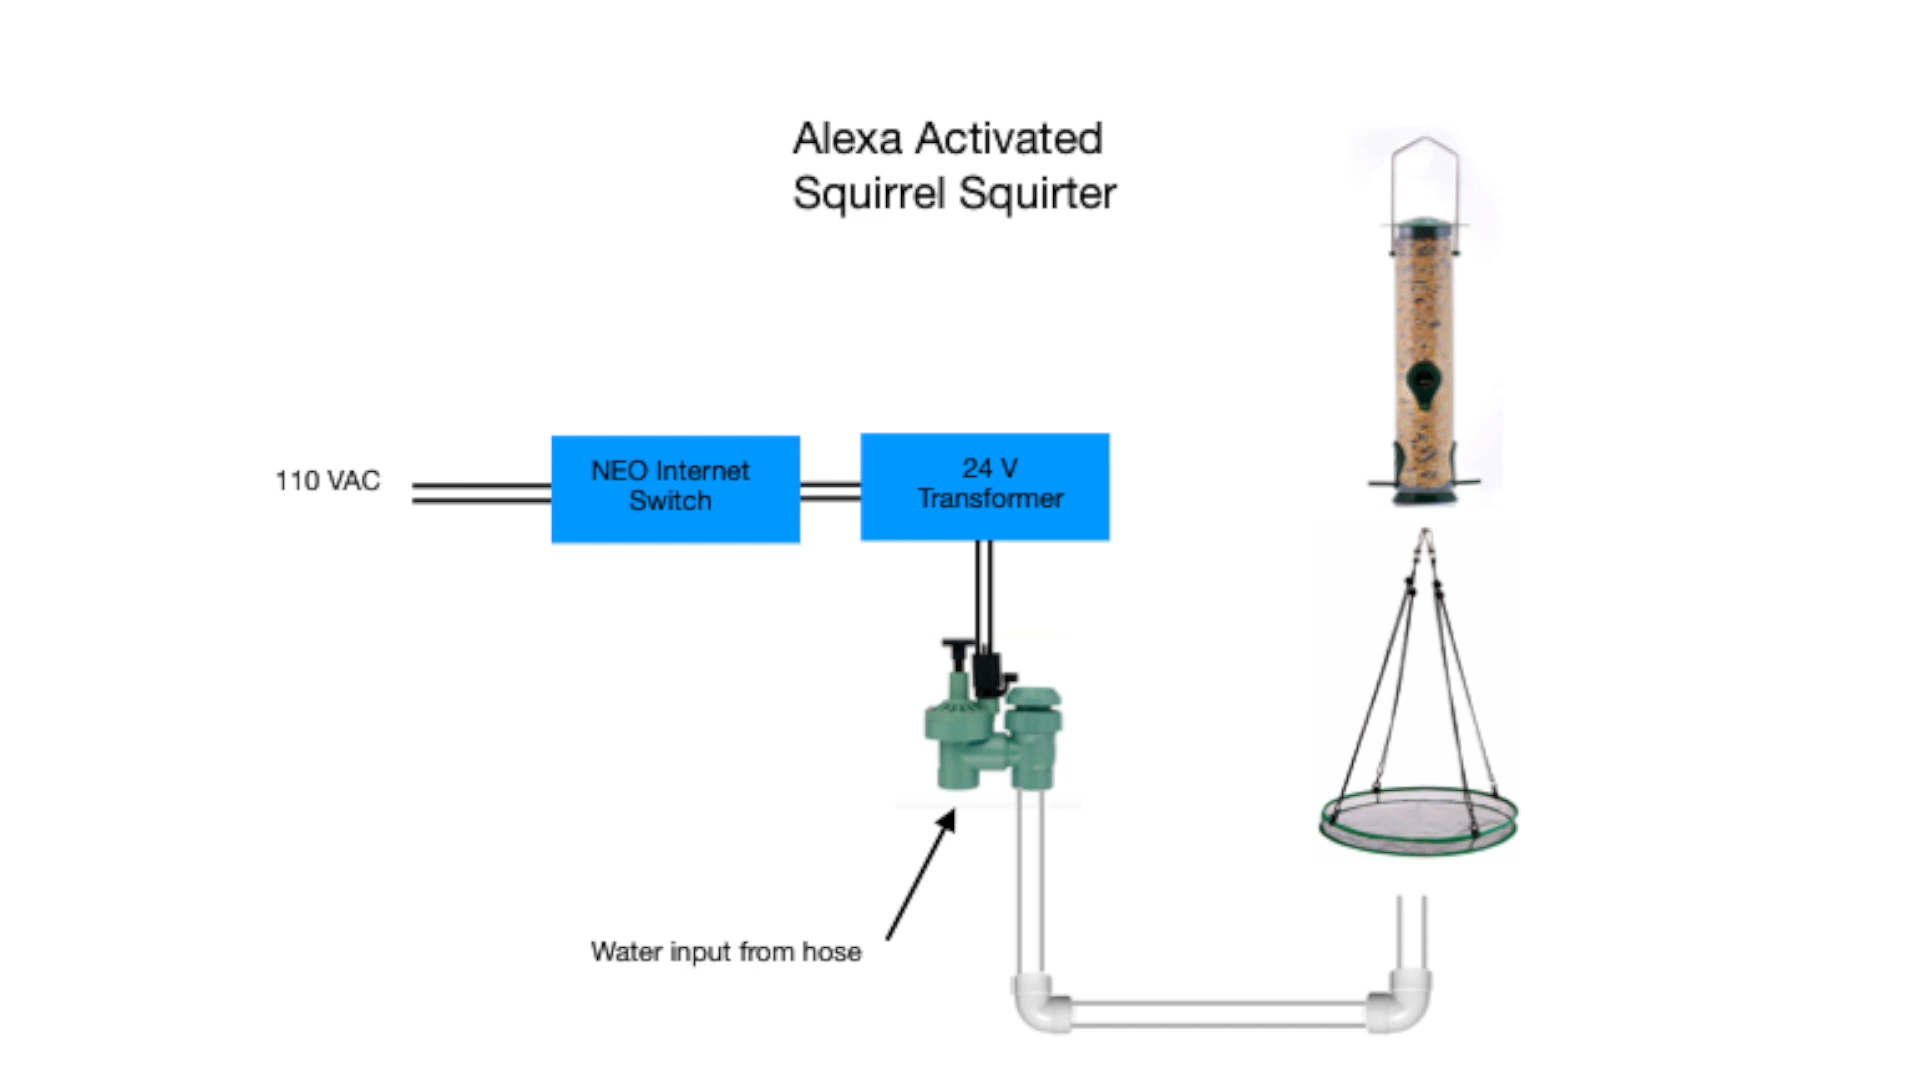 Alexa Activated
Squirrel Squirter
110 VAC
NEO Internet
Switch
24 V
Transformer
Water input from hose